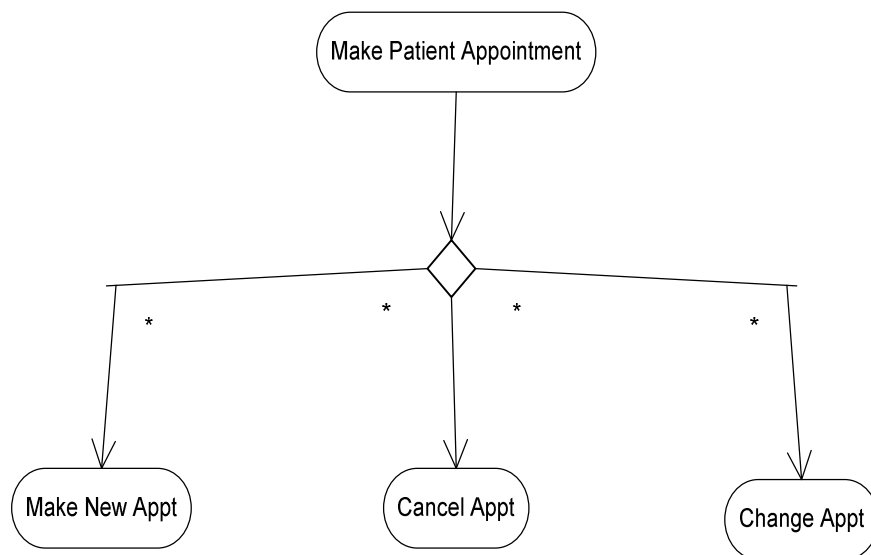 Make Patient Appointment
* * * *
Make New Appt
Cancel Appt
Change Appt